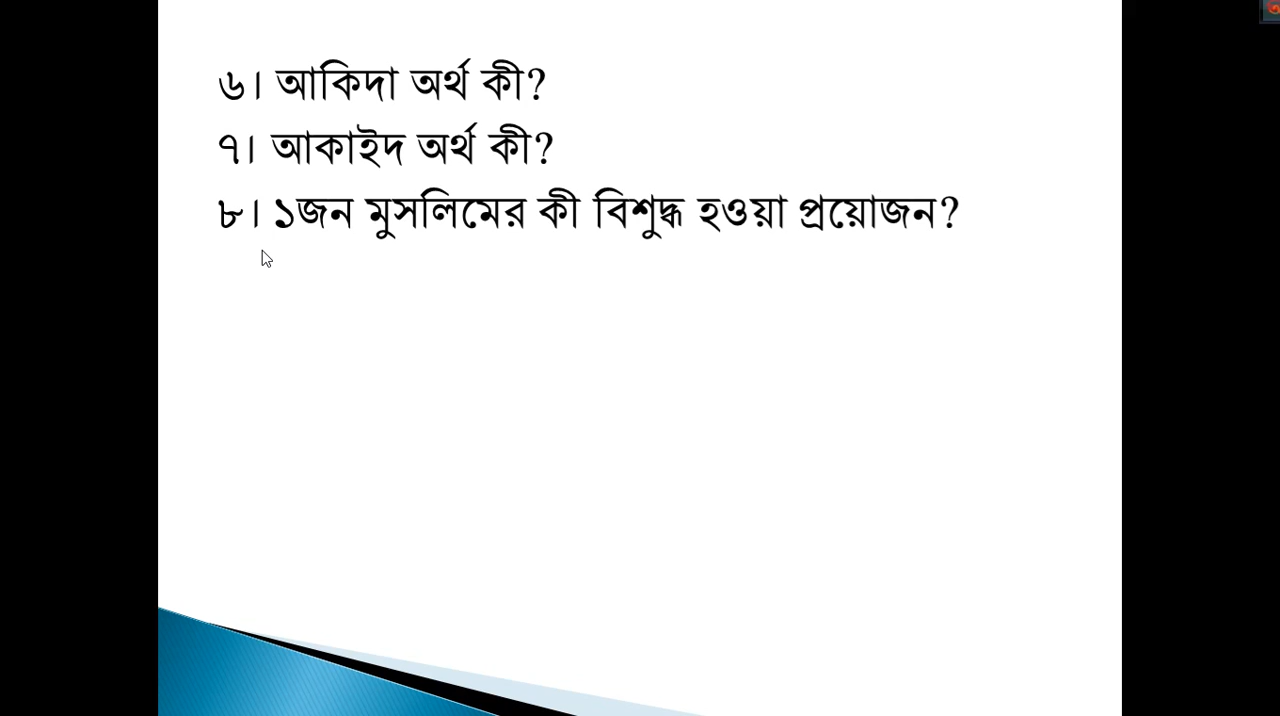 ৬। আকিদা অর্থ কী?
৭। আকাইদ অর্থ কী?
৮। ১জন মুসলিমের কী বিশুদ্ধ হওয়া প্রয়োজন?